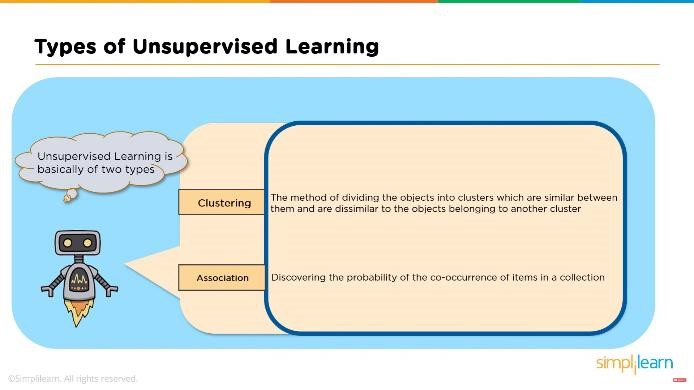 Types of Unsupervised Learning
Unsupervised Learning is
basically of two types
Clustering
The method of dividing the objects into clusters which are similar between
them and are dissimilar to the objects belonging to another cluster
Association
Discovering the probability of the co-occurrence of items in a collection
simplilearn
©Simplilearn. All rights reserved.